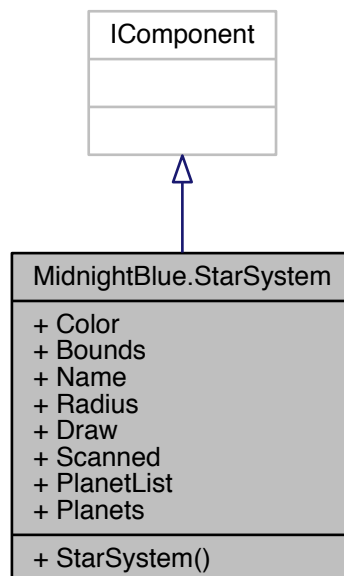 IComponent
MidnightBlue.StarSystem
+ Color
+ Bounds
+ Name
+ Radius
+ Draw
+ Scanned
+ PlanetList
+ Planets
+ StarSystem()